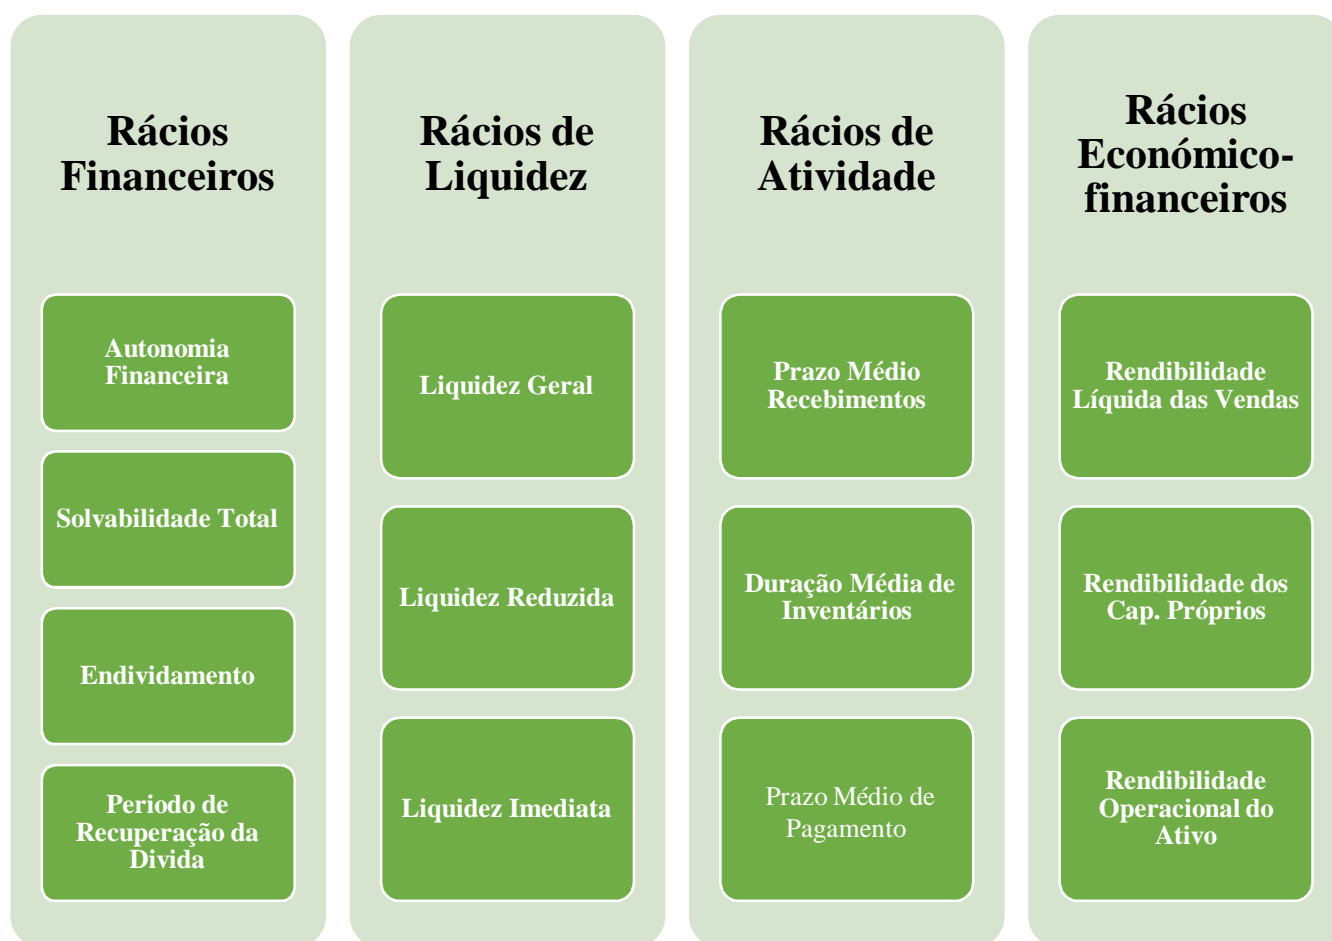 Rácios
Financeiros
Autonomia
Financeira
Solvabilidade Total
Endividamento
Periodo de
Recuperação da
Divida
Rácios de
Liquidez
Liquidez Geral
Liquidez Reduzida
Liquidez Imediata
Rácios de
Atividade
Prazo Médio
Recebimentos
Duração Média de
Inventários
Prazo Médio de
Pagamento
Rácios
Económico-
financeiros
Rendibilidade
Líquida das Vendas
Rendibilidade dos
Cap. Próprios
Rendibilidade
Operacional do
Ativo